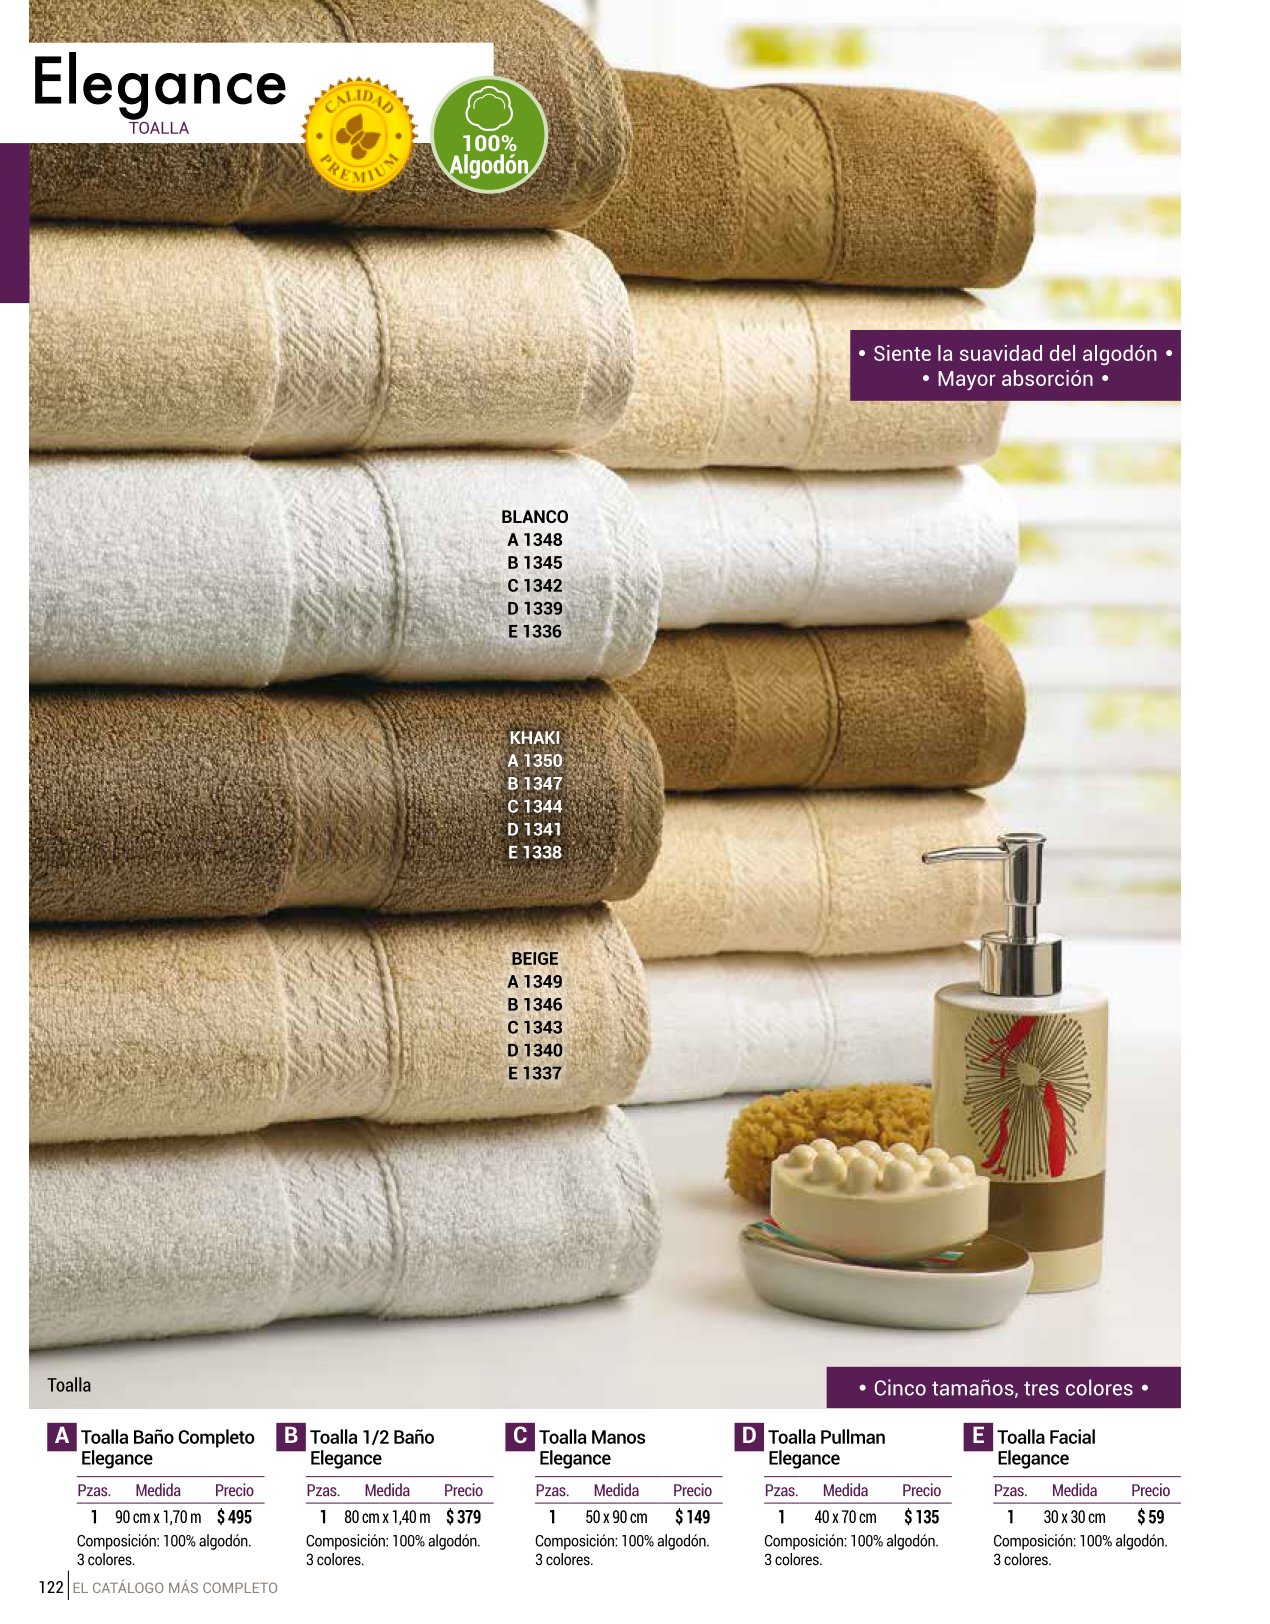 Elegance
TOALLA
CALIDAD
PREMIUM
100%
Algodón
• Siente la suavidad del algodón •
• Mayor absorción •
BLANCO
A 1348
B 1345
C 1342
D 1339
E 1336
KHAKI
A 1350
B 1347
C 1344
D 1341
E 1338
BEIGE
A 1349
B 1346
C 1343
D 1340
E 1337
Toalla
• Cinco tamaños, tres colores •
A Toalla Baño Completo
Elegance
Pzas. Medida Precio
1 90 cm x 1,70 m $ 495
Composición: 100% algodón.
3 colores.
B Toalla 1/2 Baño
Elegance
Pzas. Medida Precio
1 80 cm x 1,40 m $ 379
Composición: 100% algodón.
3 colores.
C Toalla Manos
Elegance
Pzas. Medida Precio
1 50 x 90 cm $ 149
Composición: 100% algodón.
3 colores.
D Toalla Pullman
Elegance
Pzas. Medida Precio
1 40 x 70 cm $ 135
Composición: 100% algodón.
3 colores.
E Toalla Facial
Elegance
Pzas. Medida Precio
1 30 x 30 cm $ 59
Composición: 100% algodón.
3 colores.
122 EL CATÁLOGO MÁS COMPLETO